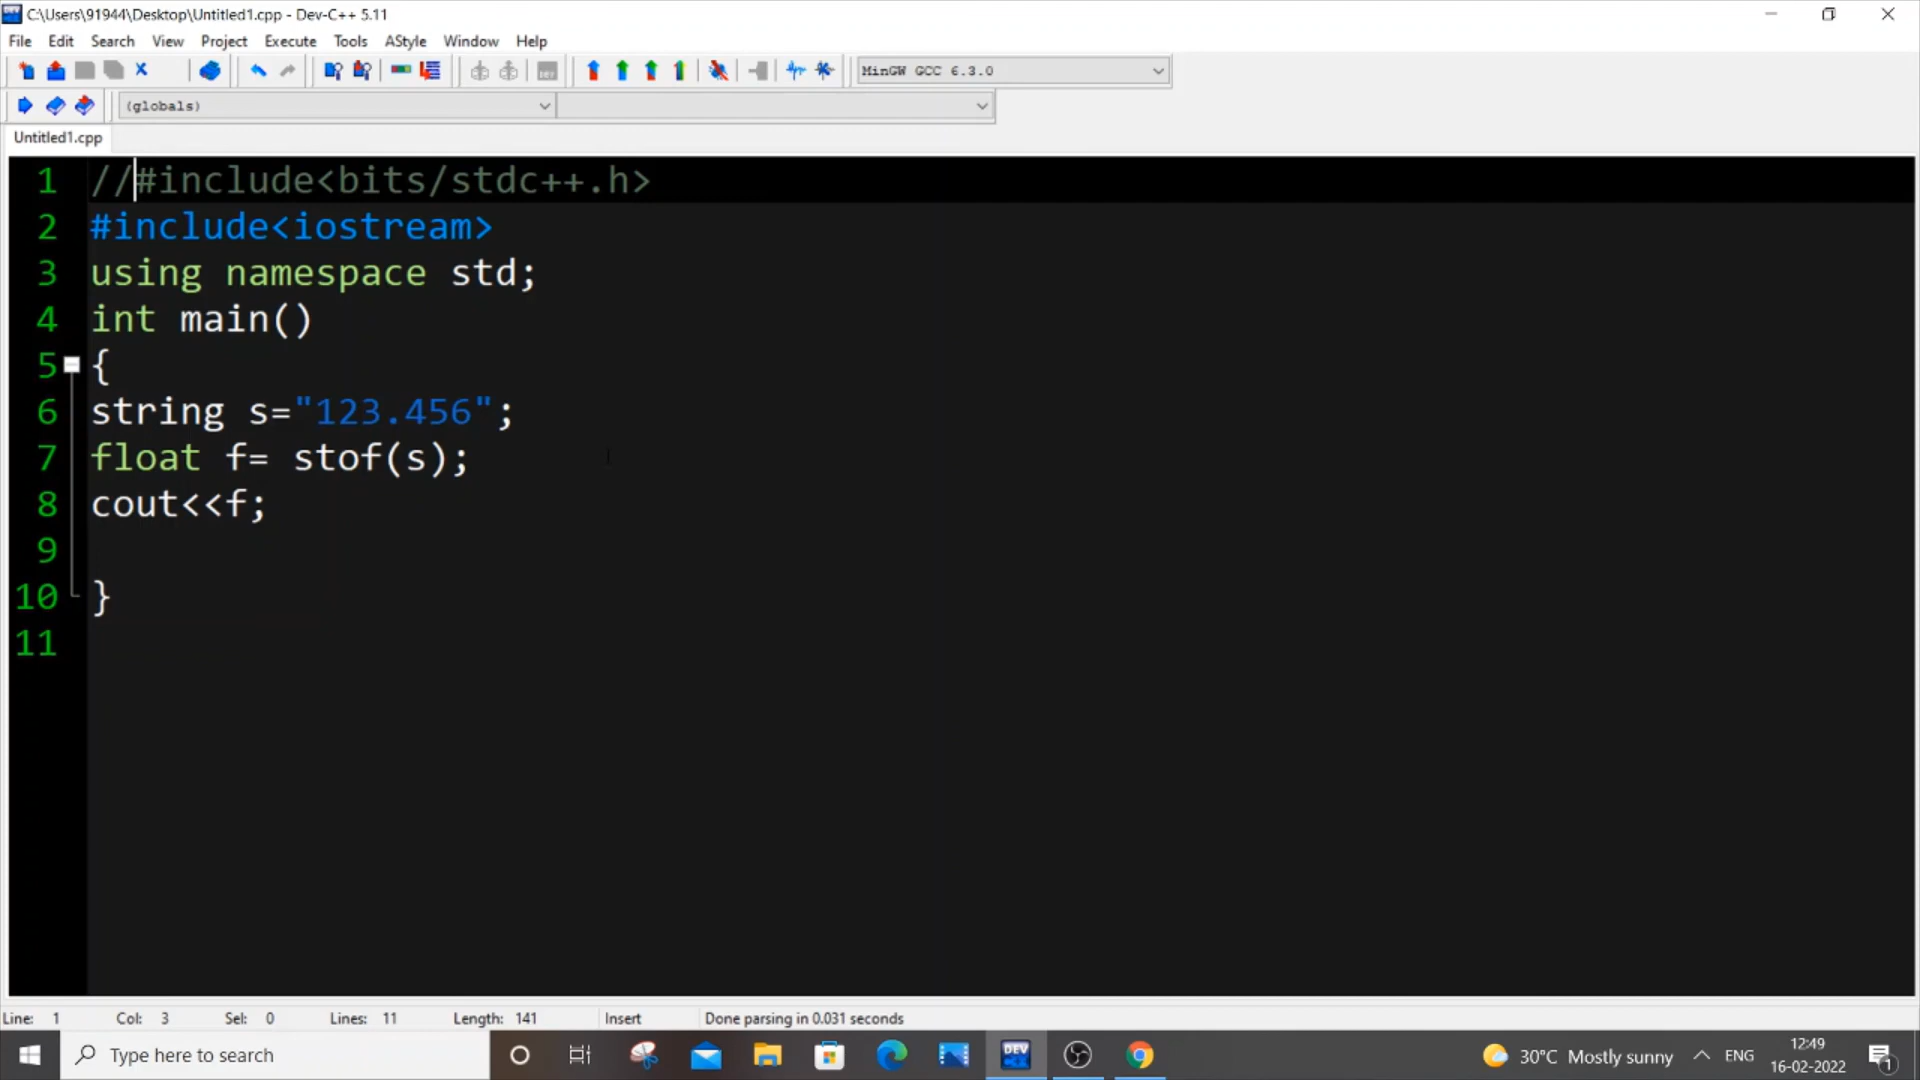 C:\Users\91944\Desktop\Untitled1.cpp - Dev-C++ 5.11
File Edit Search View Project Execute Tools AStyle Window Help
MinGW GCC 6.3.0
(globals)
Untitled1.cpp
1 //#include<bits/stdc++.h>
2 #include<iostream>
3 using namespace std;
4 int main()
5 {
6 string s="123.456";
7 float f= stof(s);
8 cout<<f;
9
10 }
11
Line: 1 Col: 3 Sel: 0 Lines: 11 Length: 141 Insert Done parsing in 0.031 seconds
Type here to search
DEV
30°C Mostly sunny
ENG
12:49
16-02-2022
1